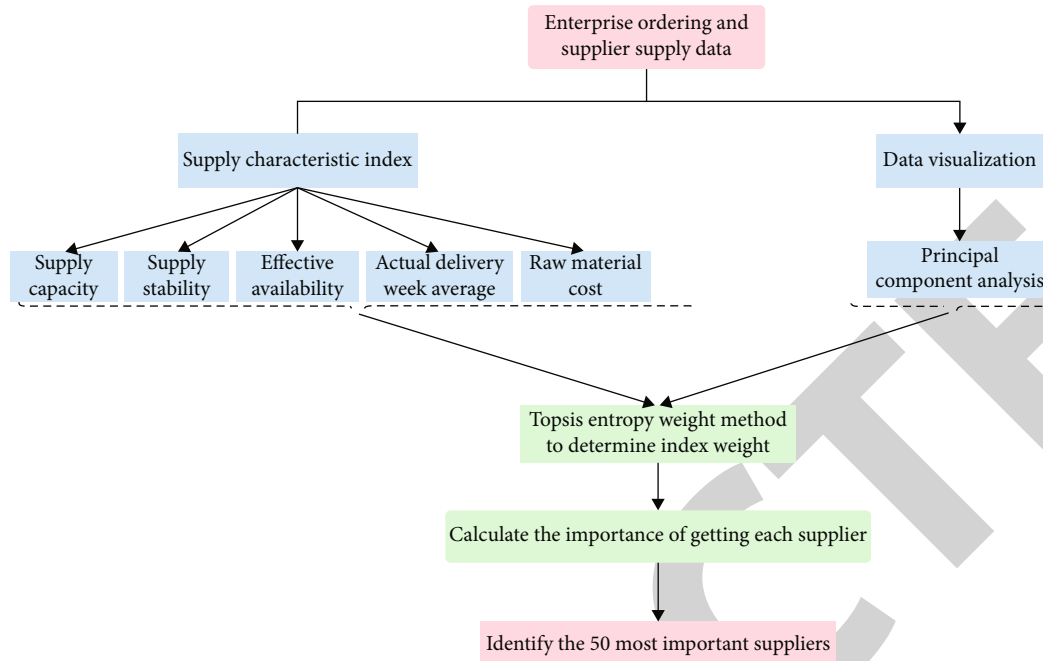 Enterprise ordering and
supplier supply data
Supply characteristic index
Data visualization
Supply
capacity
Supply
stability
Effective
availability
Actual delivery
week average
Raw material
cost
Principal
component analysis
Topsis entropy weight method
to determine index weight
Calculate the importance of getting each supplier
Identify the 50 most important suppliers